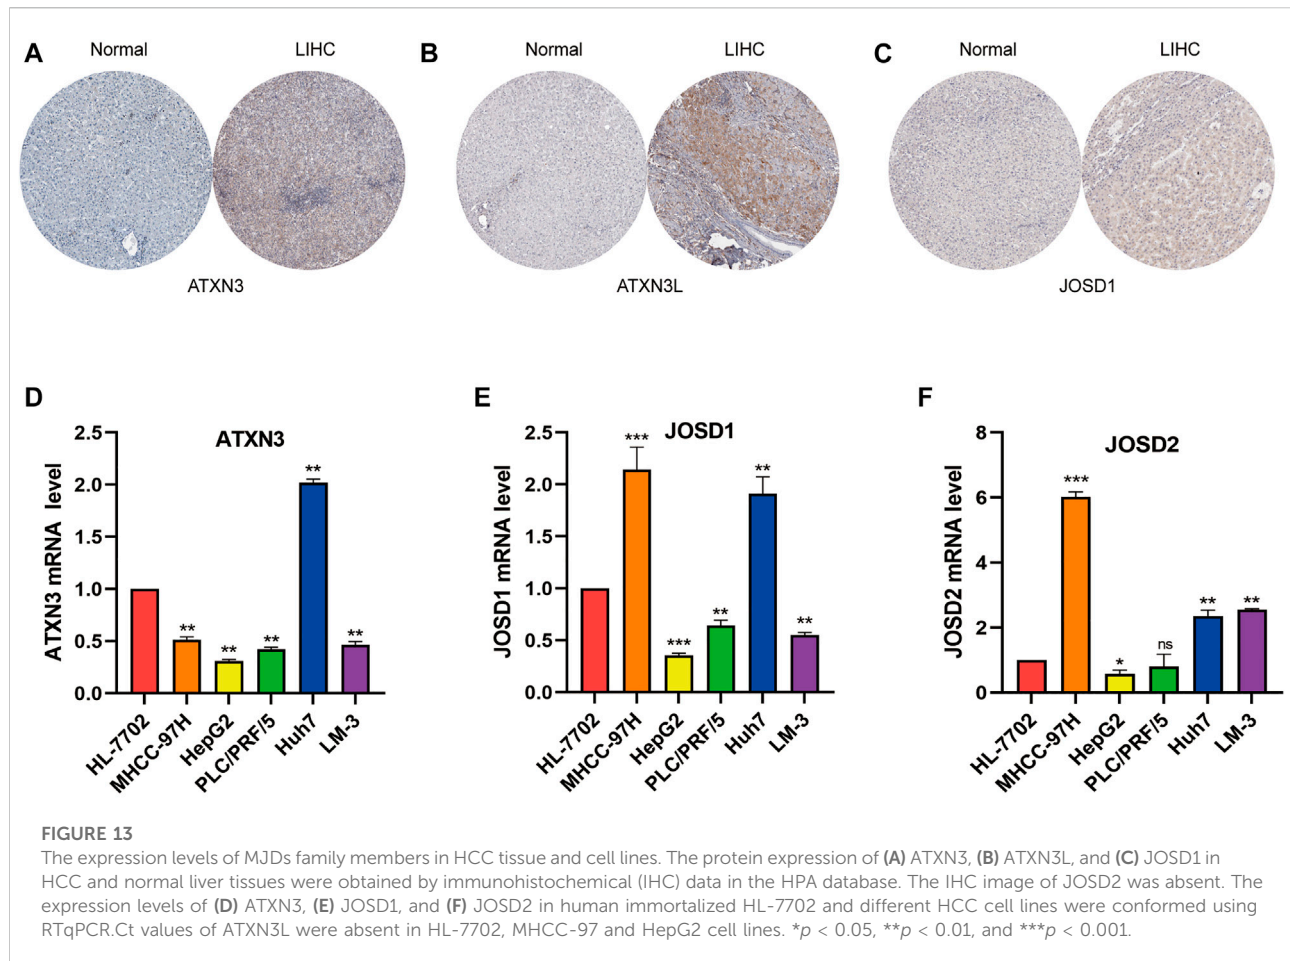 A
Normal
LIHC
ATXN3
B
Normal
LIHC
ATXN3L
C
Normal
LIHC
JOSD1
D
ATXN3
ATXN3 mRNA level
2.5
2.0
1.5
1.0
0.5
0.0
**
**
**
**
**
HL-7702
MHCC-97H
HepG2
PLC/PRF/5
Huh7
LM-3
E
JOSD1
JOSD1 mRNA level
2.5
2.0
1.5
1.0
0.5
0.0
***
***
**
**
**
HL-7702
MHCC-97H
HepG2
PLC/PRF/5
Huh7
LM-3
F
JOSD2
JOSD2 mRNA level
8
6
4
2
0
***
*
ns
**
**
HL-7702
MHCC-97H
HepG2
PLC/PRF/5
Huh7
LM-3
FIGURE 13
The expression levels of MJDs family members in HCC tissue and cell lines. The protein expression of (A) ATXN3, (B) ATXN3L, and (C) JOSD1 in
HCC and normal liver tissues were obtained by immunohistochemical (IHC) data in the HPA database. The IHC image of JOSD2 was absent. The
expression levels of (D) ATXN3, (E) JOSD1, and (F) JOSD2 in human immortalized HL-7702 and different HCC cell lines were conformed using
RTqPCR.Ct values of ATXN3L were absent in HL-7702, MHCC-97 and HepG2 cell lines. *p < 0.05, **p < 0.01, and ***p < 0.001.